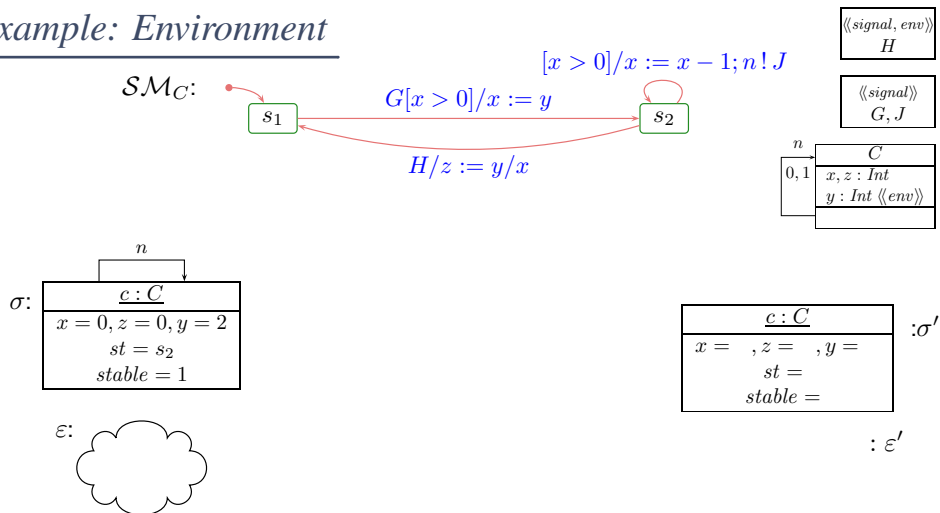 xample: Environment
⟪signal, env⟫
H
[x > 0]/x := x − 1; n ! J
SM_C:
G[x > 0]/x := y
⟪signal⟫
G, J
s₁
s₂
H/z := y/x
n
0, 1
C
x, z : Int
y : Int ⟪env⟫
n
σ:
c : C
x = 0, z = 0, y = 2
st = s₂
stable = 1
c : C
x = , z = , y =
st =
stable =
:σ′
ε:
: ε′